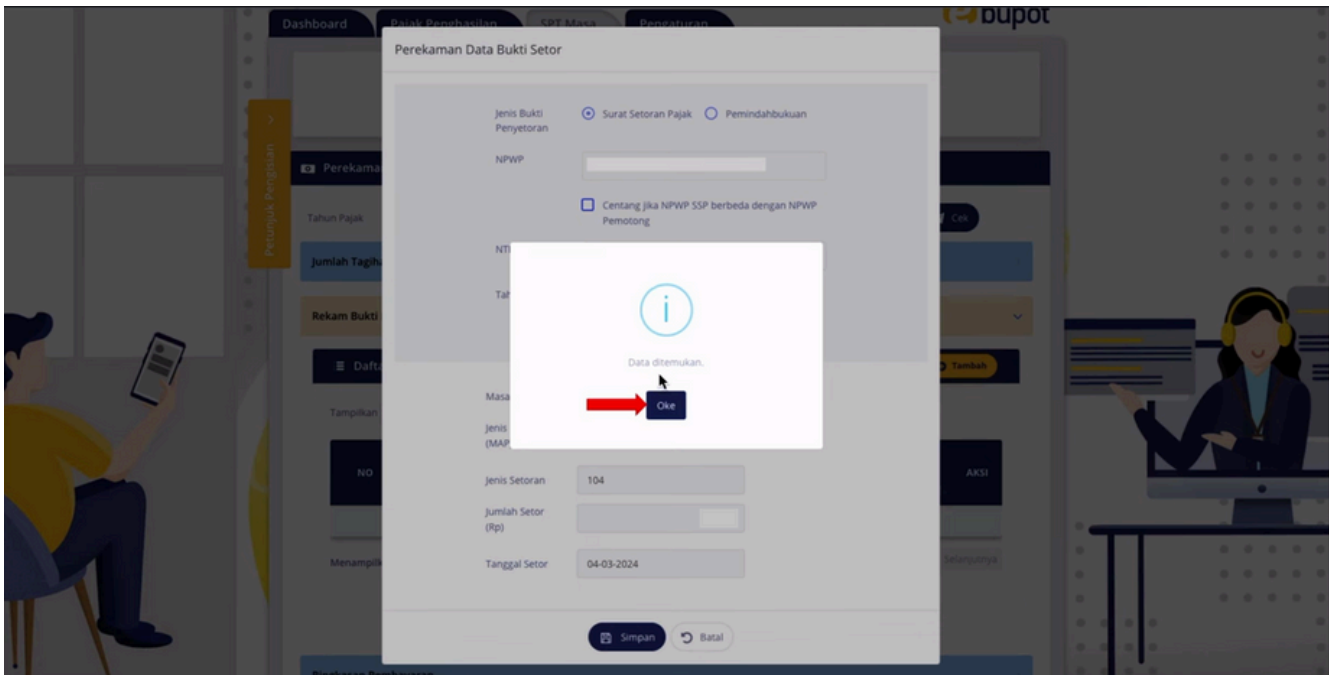 Dashboard
Pajak Penghasilan
SPT Masa
Pengaturan
bupot
Perekaman Data Bukti Setor
Jenis Bukti
Penyetoran
Surat Setoran Pajak
Pemindahbukuan
NPWP
Centang Jika NPWP SSP berbeda dengan NPWP
Pemotong
Petunjuk Pengisian
Perekama
Tahun Pajak
Cek
Jumlah Tagih
Rekam Bukti
Daft
Tambah
Data ditemukan.
Oke
Masa
Tampilkan
Jenis
(MAP
NO
AKSI
Jenis Setoran
104
Jumlah Setor
(Rp)
Menampilk
Selanjutnya
Tanggal Setor
04-03-2024
Simpan
Batal